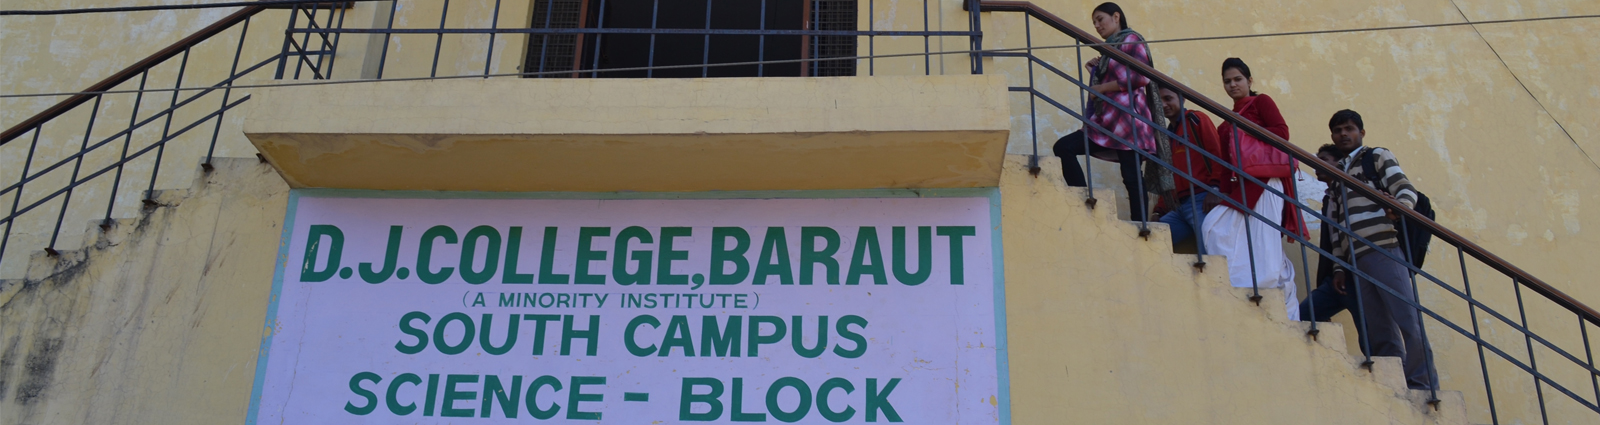 D.J.COLLEGE,BARAUT
(A MINORITY INSTITUTE)
SOUTH CAMPUS
SCIENCE - BLOCK